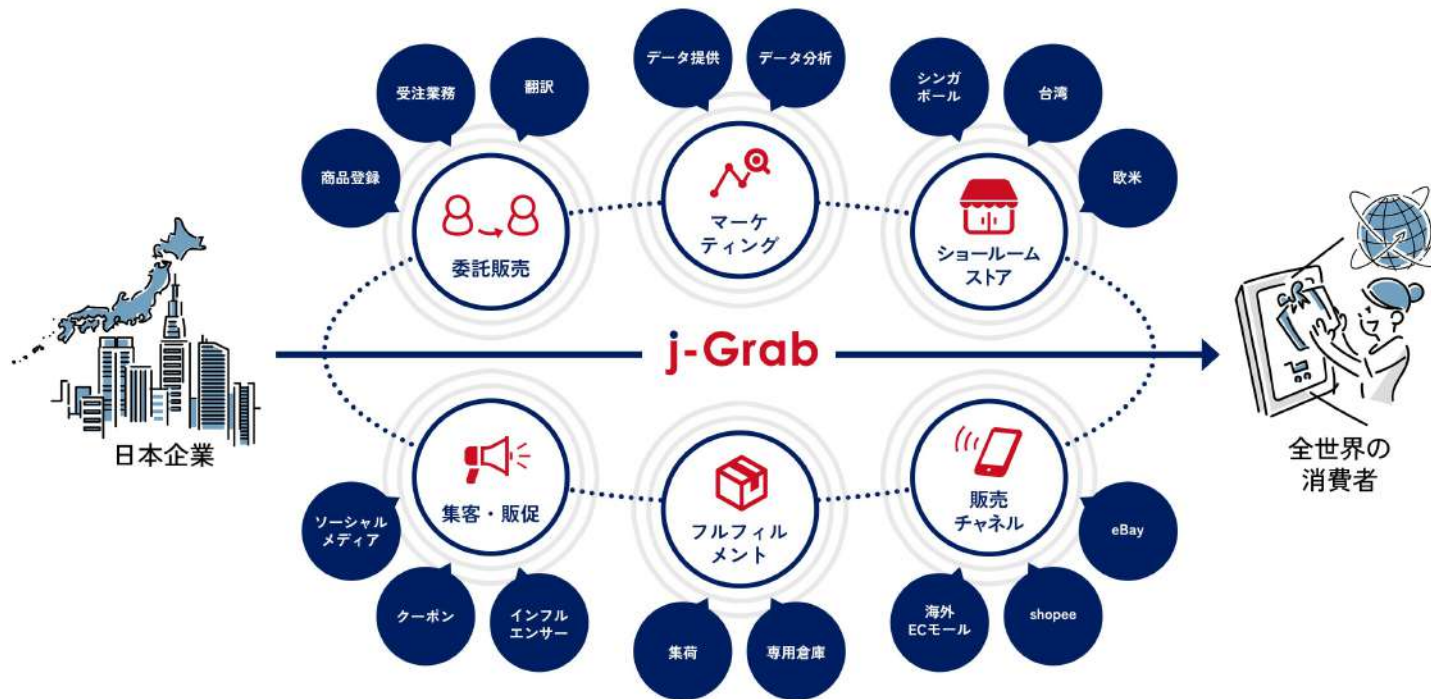 データ提供
データ分析
受注業務
翻訳
シンガ
ポール
台湾
商品登録
欧米
委託販売
マーケ
ティング
ショールーム
ストア
j-Grab
日本企業
全世界の
消費者
集客・販促
フルフィル
メント
販売
チャネル
ソーシャル
メディア
クーポン
インフル
エンサー
集荷
専用倉庫
海外
ECモール
shopee
eBay